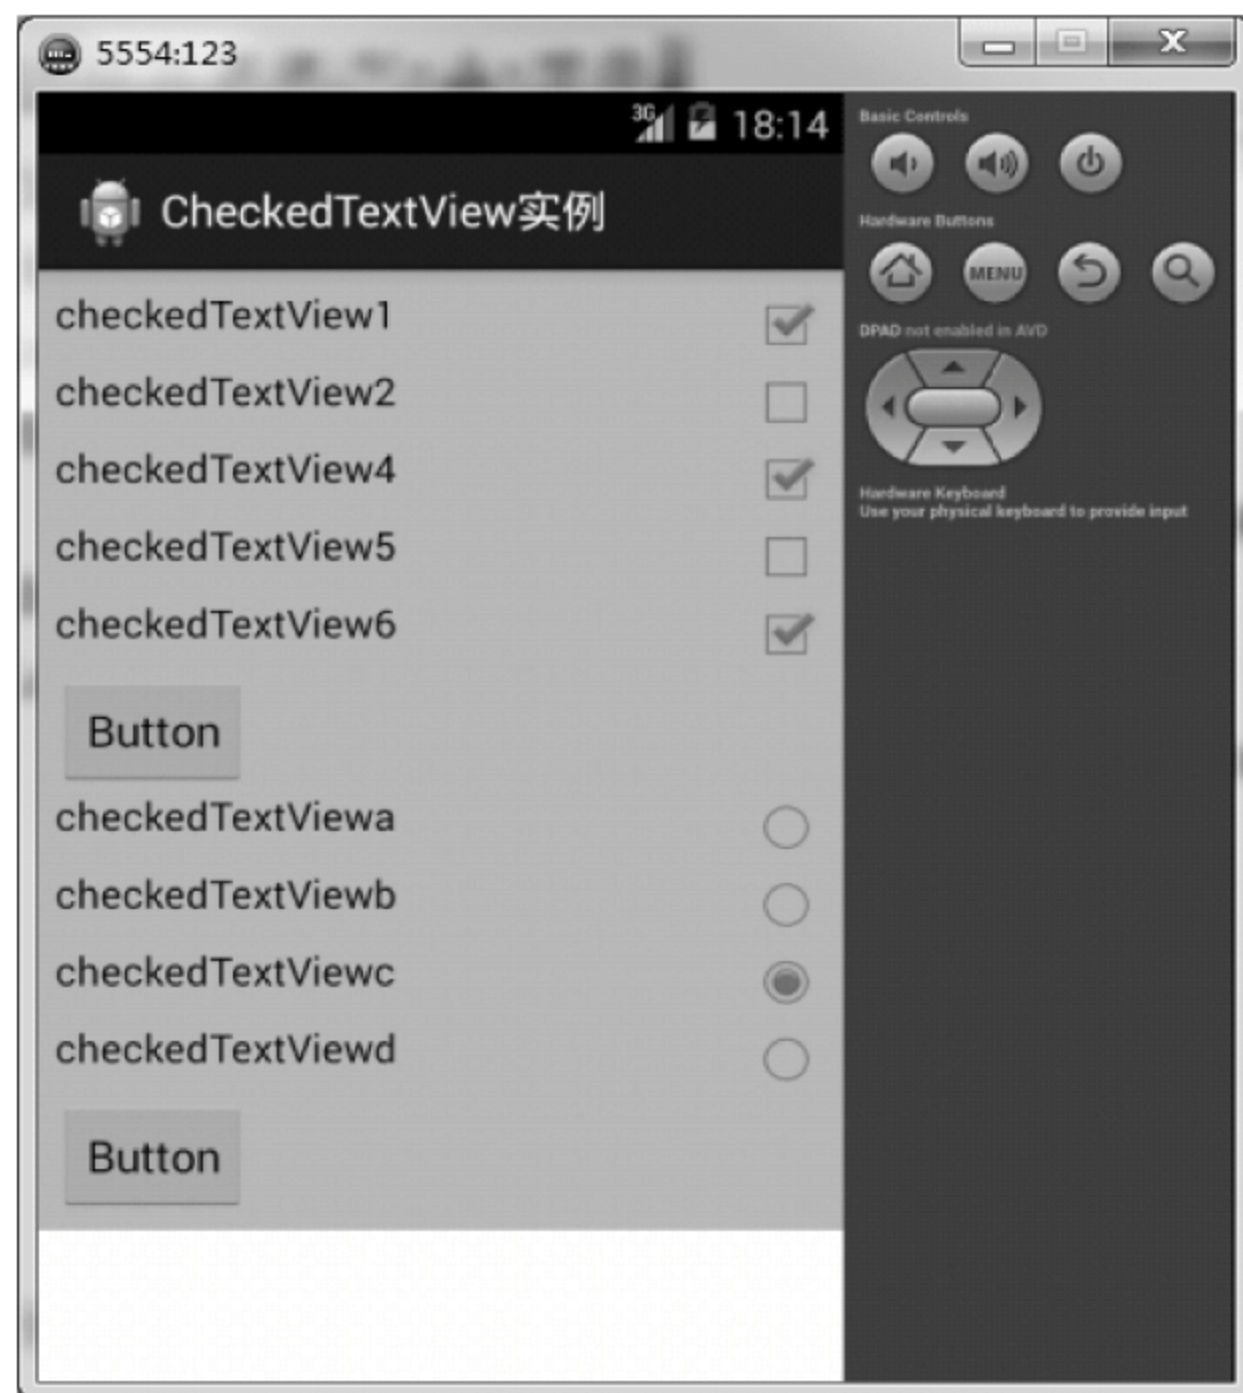 5554:123
3G 18:14
CheckedTextView实例
checkedTextView1
checkedTextView2
checkedTextView4
checkedTextView5
checkedTextView6
Button
checkedTextViewa
checkedTextViewb
checkedTextViewc
checkedTextViewd
Button
Basic Controls
Hardware Buttons
MENU
DPAD not enabled in AVD
Hardware Keyboard
Use your physical keyboard to provide input